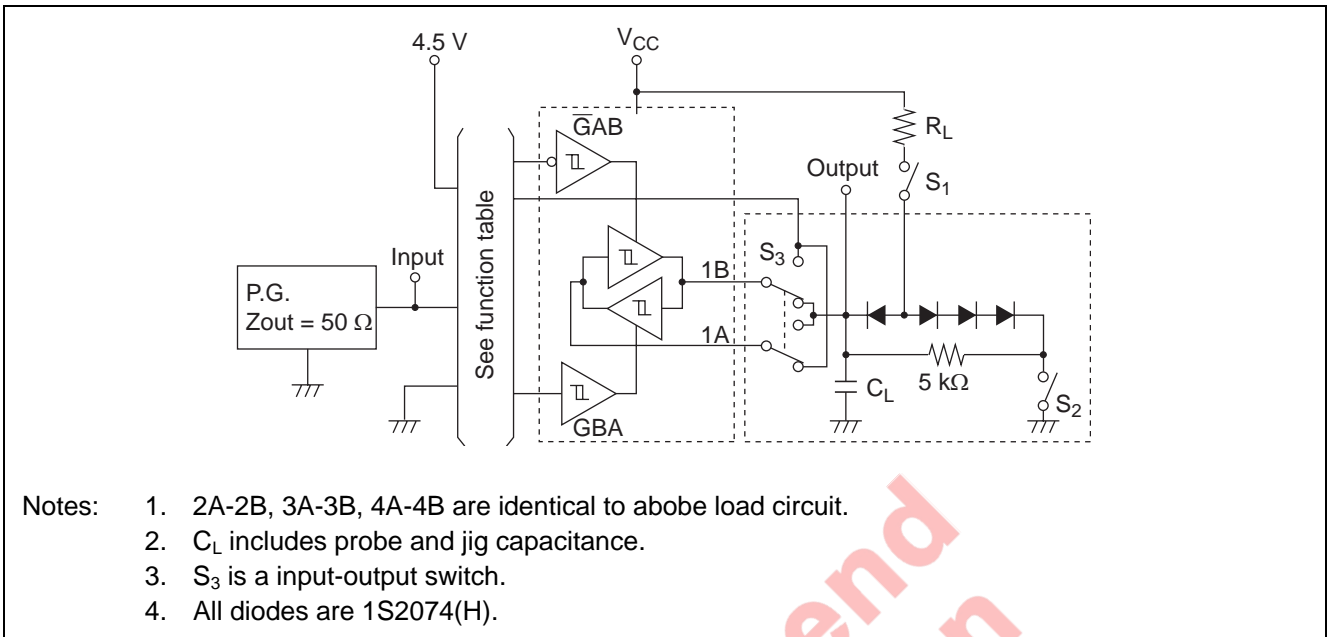 4.5 V
VCC
GAB
RL
Output
S1
See function table
Input
S3
1B
P.G.
Zout = 50 Ω
1A
5 kΩ
CL
S2
GBA
Notes: 1. 2A-2B, 3A-3B, 4A-4B are identical to abobe load circuit.
2. CL includes probe and jig capacitance.
3. S3 is a input-output switch.
4. All diodes are 1S2074(H).